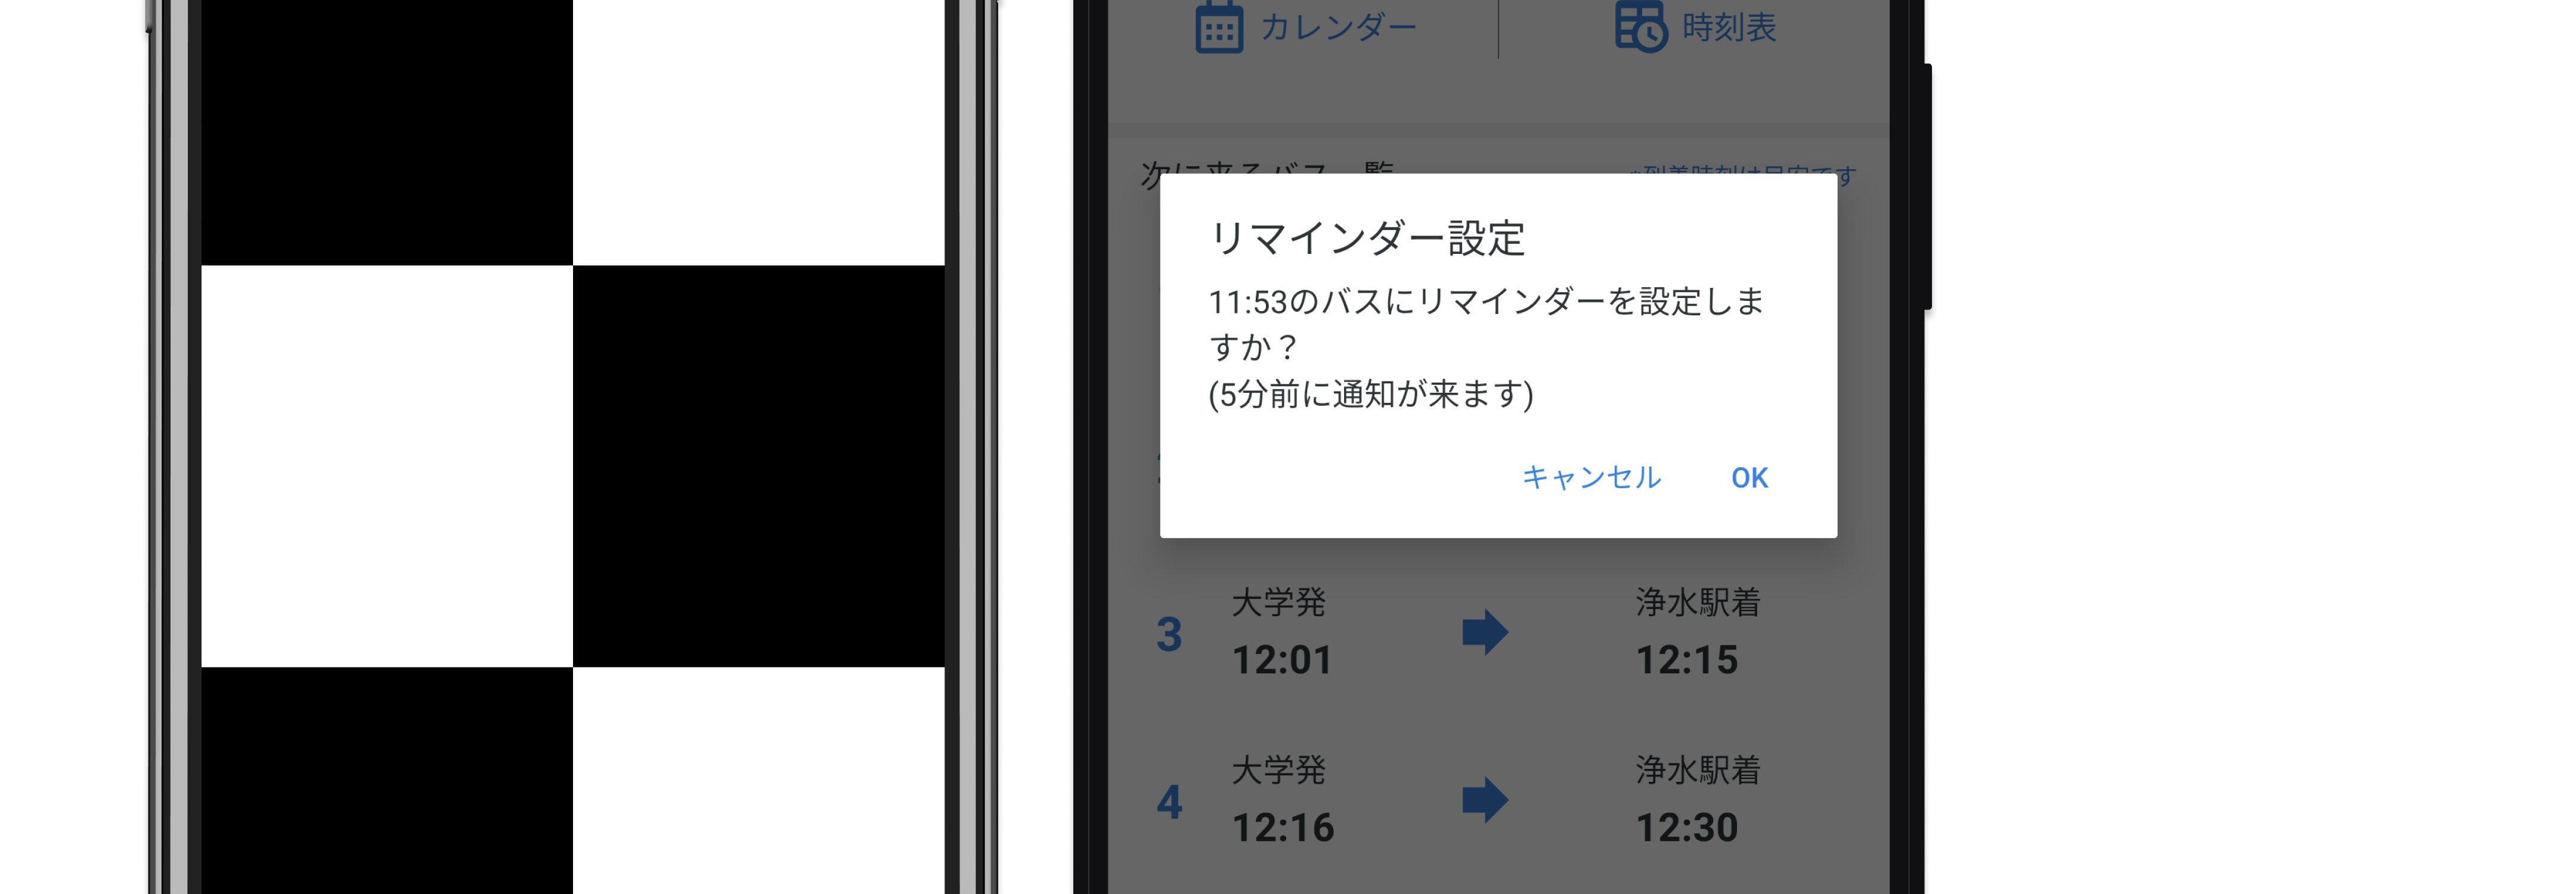 カレンダー
時刻表
次に来るバス一覧
*到着時刻は目安です
リマインダー設定
11:53のバスにリマインダーを設定しま
すか？
(5分前に通知が来ます)
キャンセル
OK
大学発
浄水駅着
3
12:01
12:15
大学発
浄水駅着
4
12:16
12:30